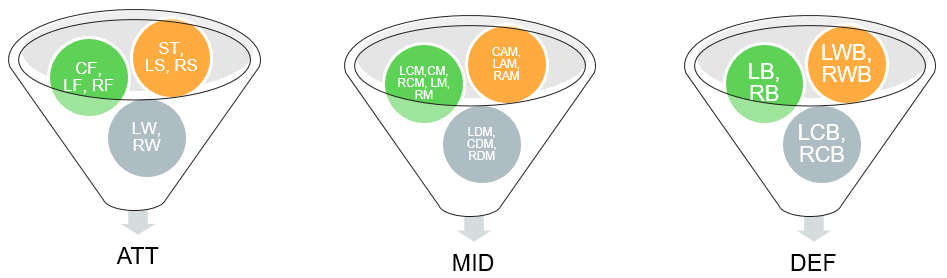 CF,
LF, RF
ST,
LS, RS
LW,
RW
ATT
LCM,CM,
RCM, LM,
RM
CAM,
LAM,
RAM
LDM,
CDM,
RDM
MID
LB,
RB
LWB,
RWB
LCB,
RCB
DEF